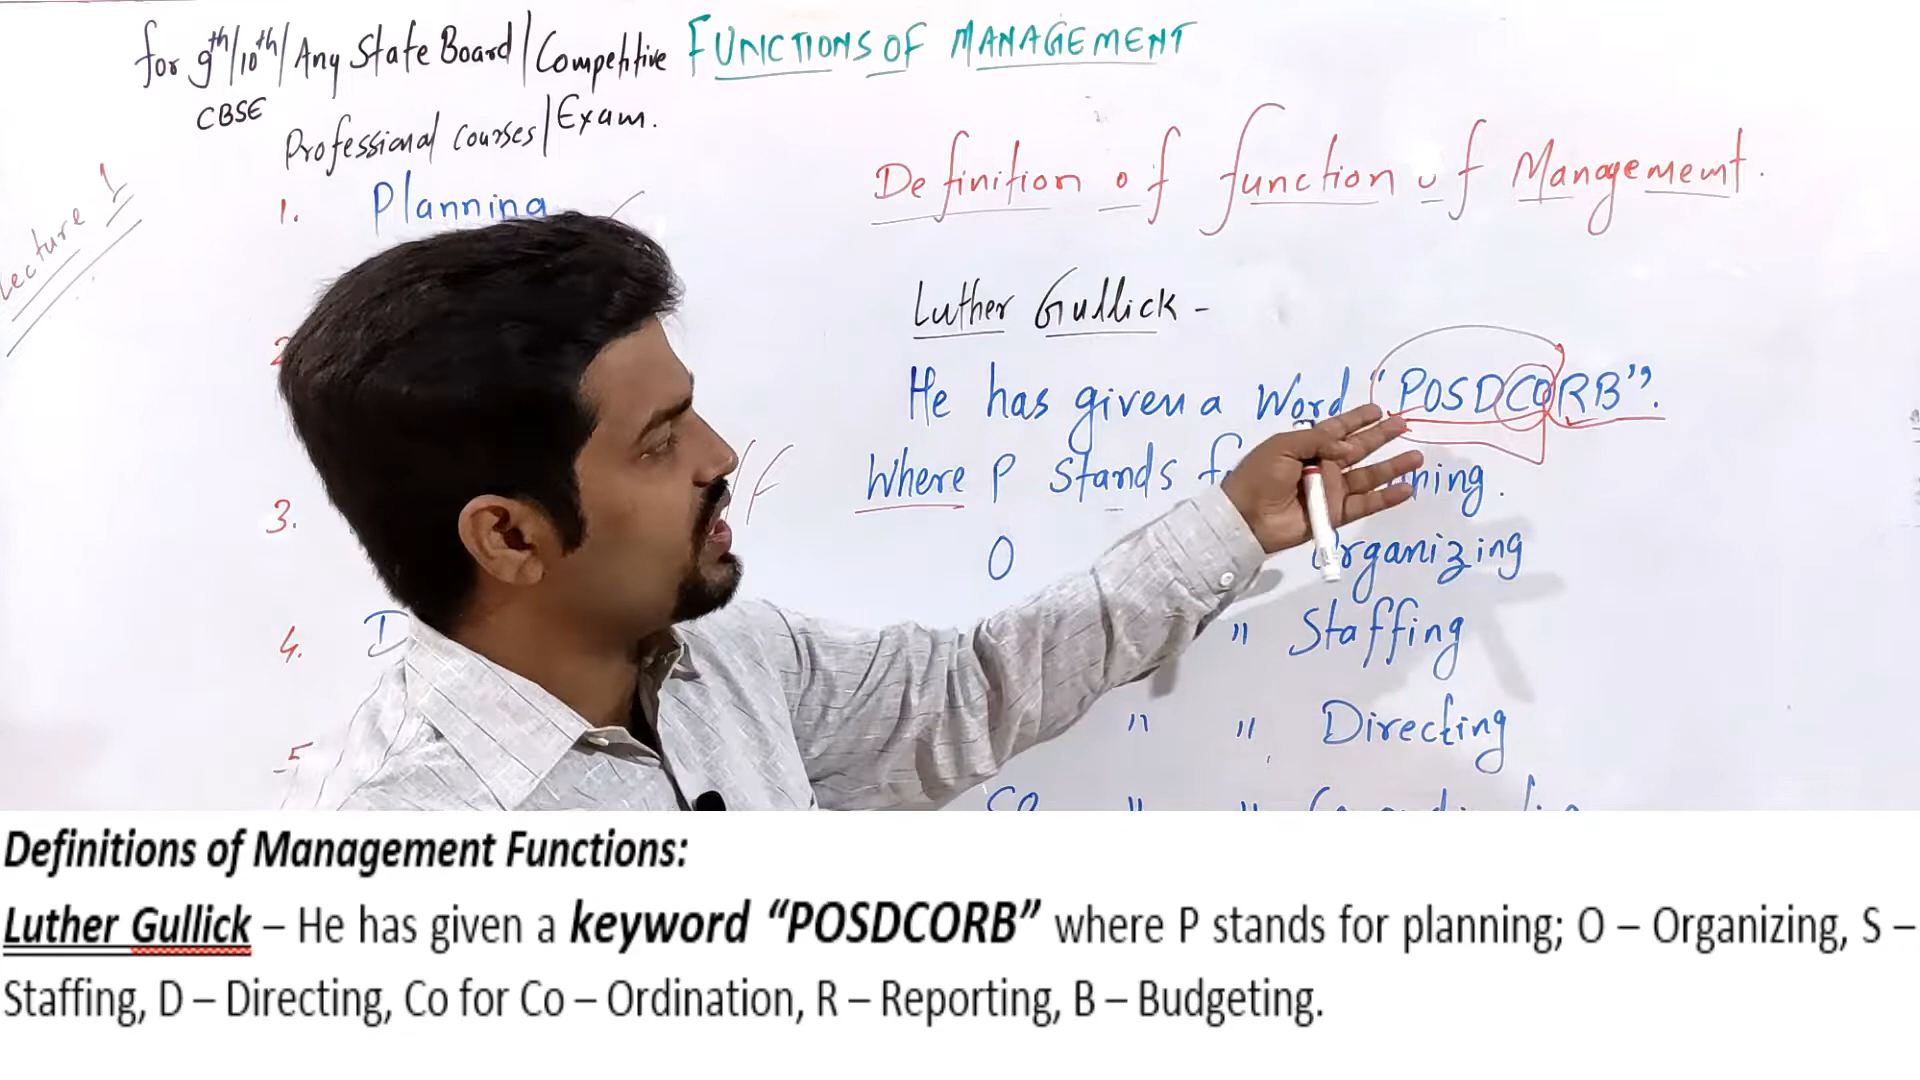 for 9th/10th/Any State Board/Competitive FUNCTIONS OF MANAGEMENT
CBSE
Professional courses/Exam.
Lecture 1
Definition of function of Management.
1. Planning
Luther Gullick -
He has given a Word "POSDCORB".
Where P stands
O Organizing
3.
4. D
" Staffing
" " Directing
5
CO " "
Definitions of Management Functions:
Luther Gullick – He has given a keyword “POSDCORB” where P stands for planning; O – Organizing, S –
Staffing, D – Directing, Co for Co – Ordination, R – Reporting, B – Budgeting.